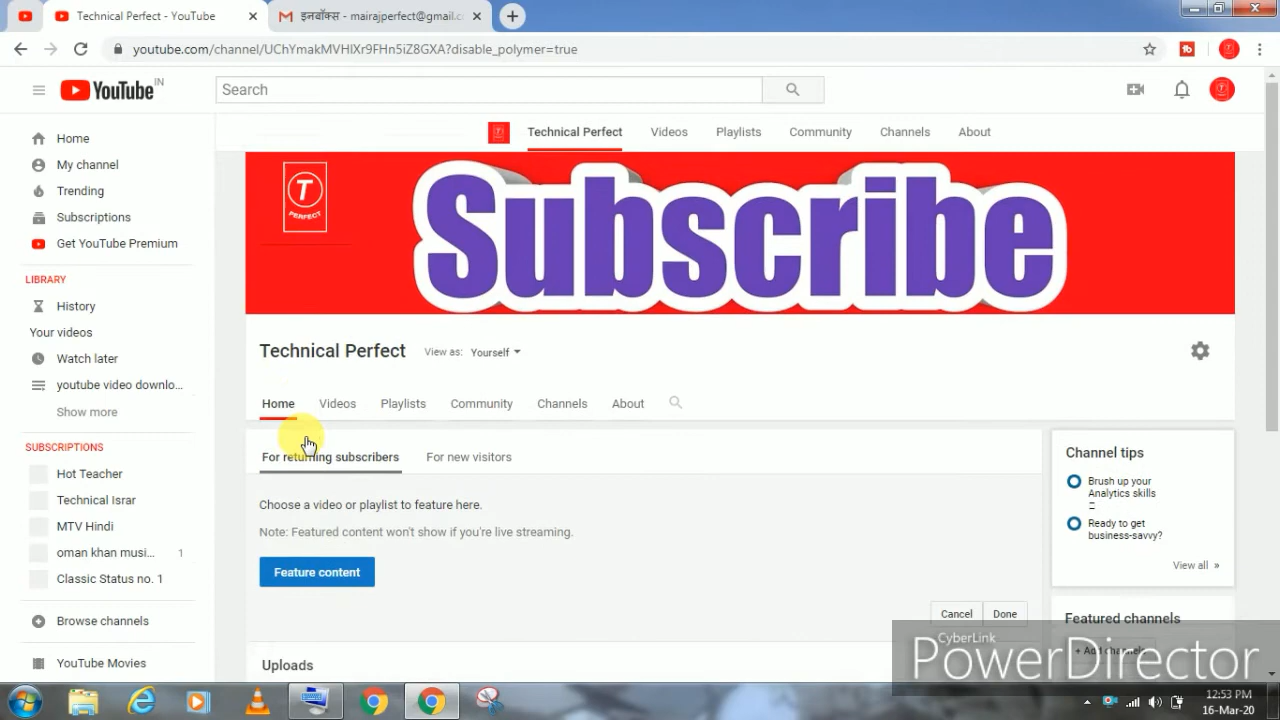 Technical Perfect - YouTube
इनबॉक्स - mairajperfect@gmail.c
youtube.com/channel/UChYmakMVHIXr9FHn5iZ8GXA?disable_polymer=true
YouTube IN
Search
Technical Perfect Videos Playlists Community Channels About
Home
My channel
Trending
Subscriptions
Get YouTube Premium
LIBRARY
History
Your videos
Watch later
youtube video downlo...
Show more
SUBSCRIPTIONS
Hot Teacher
Technical Israr
MTV Hindi
oman khan musi... 1
Classic Status no. 1
Browse channels
YouTube Movies
T
PERFECT
Subscribe
Technical Perfect View as: Yourself
Home Videos Playlists Community Channels About
For returning subscribers For new visitors
Choose a video or playlist to feature here.
Note: Featured content won't show if you're live streaming.
Feature content
Cancel Done
Uploads
Channel tips
Brush up your
Analytics skills
Ready to get
business-savvy?
View all »
Featured channels
+ Add channels
CyberLink
PowerDirector
12:53 PM
16-Mar-20